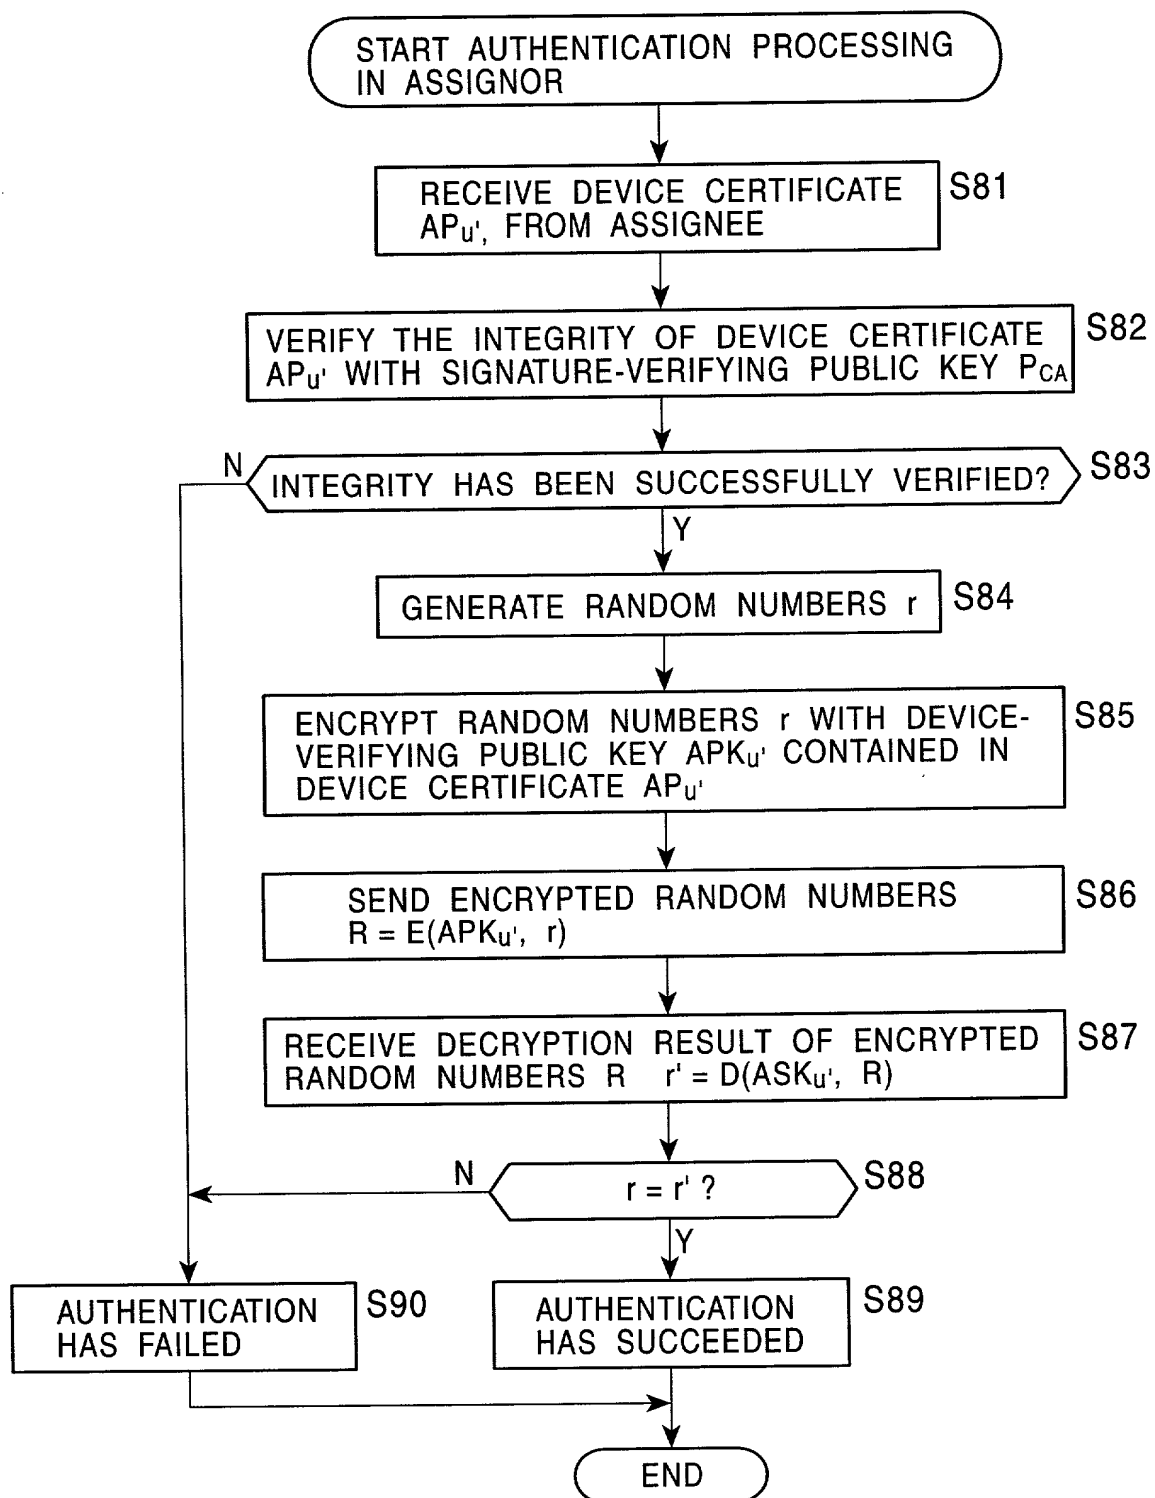 START AUTHENTICATION PROCESSING
IN ASSIGNOR
RECEIVE DEVICE CERTIFICATE
APu', FROM ASSIGNEE
S81
VERIFY THE INTEGRITY OF DEVICE CERTIFICATE
APu' WITH SIGNATURE-VERIFYING PUBLIC KEY PCA
S82
N
INTEGRITY HAS BEEN SUCCESSFULLY VERIFIED?
S83
Y
GENERATE RANDOM NUMBERS r
S84
ENCRYPT RANDOM NUMBERS r WITH DEVICE-
VERIFYING PUBLIC KEY APKu' CONTAINED IN
DEVICE CERTIFICATE APu'
S85
SEND ENCRYPTED RANDOM NUMBERS
R = E(APKu', r)
S86
RECEIVE DECRYPTION RESULT OF ENCRYPTED
RANDOM NUMBERS R r' = D(ASKu', R)
S87
N
r = r' ?
S88
Y
AUTHENTICATION
HAS FAILED
S90
AUTHENTICATION
HAS SUCCEEDED
S89
END